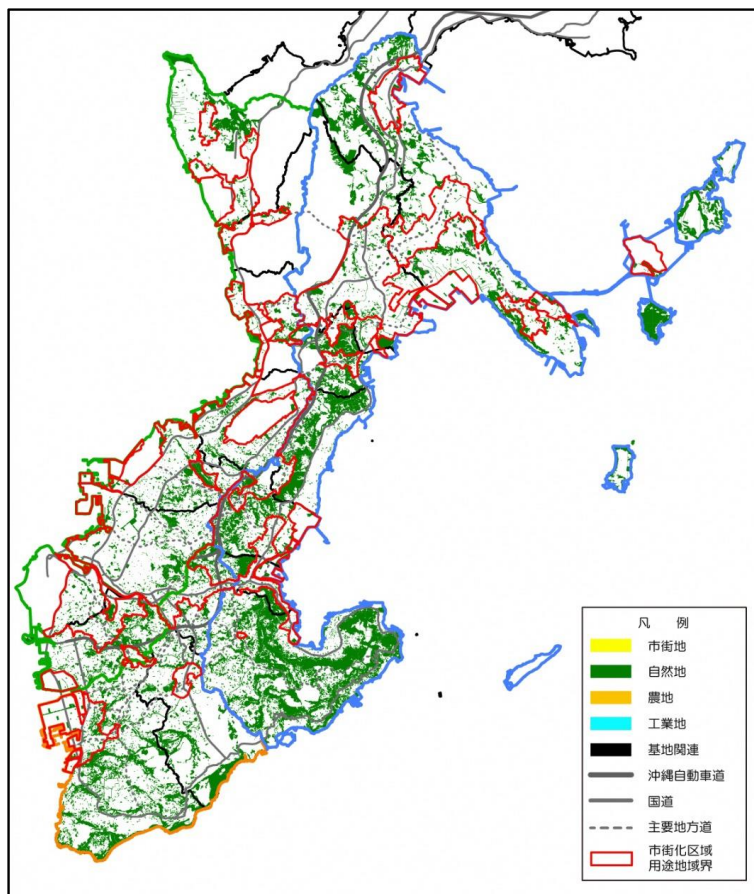 凡 例
市街地
自然地
農地
工業地
基地関連
沖縄自動車道
国道
主要地方道
市街化区域
用途地域界